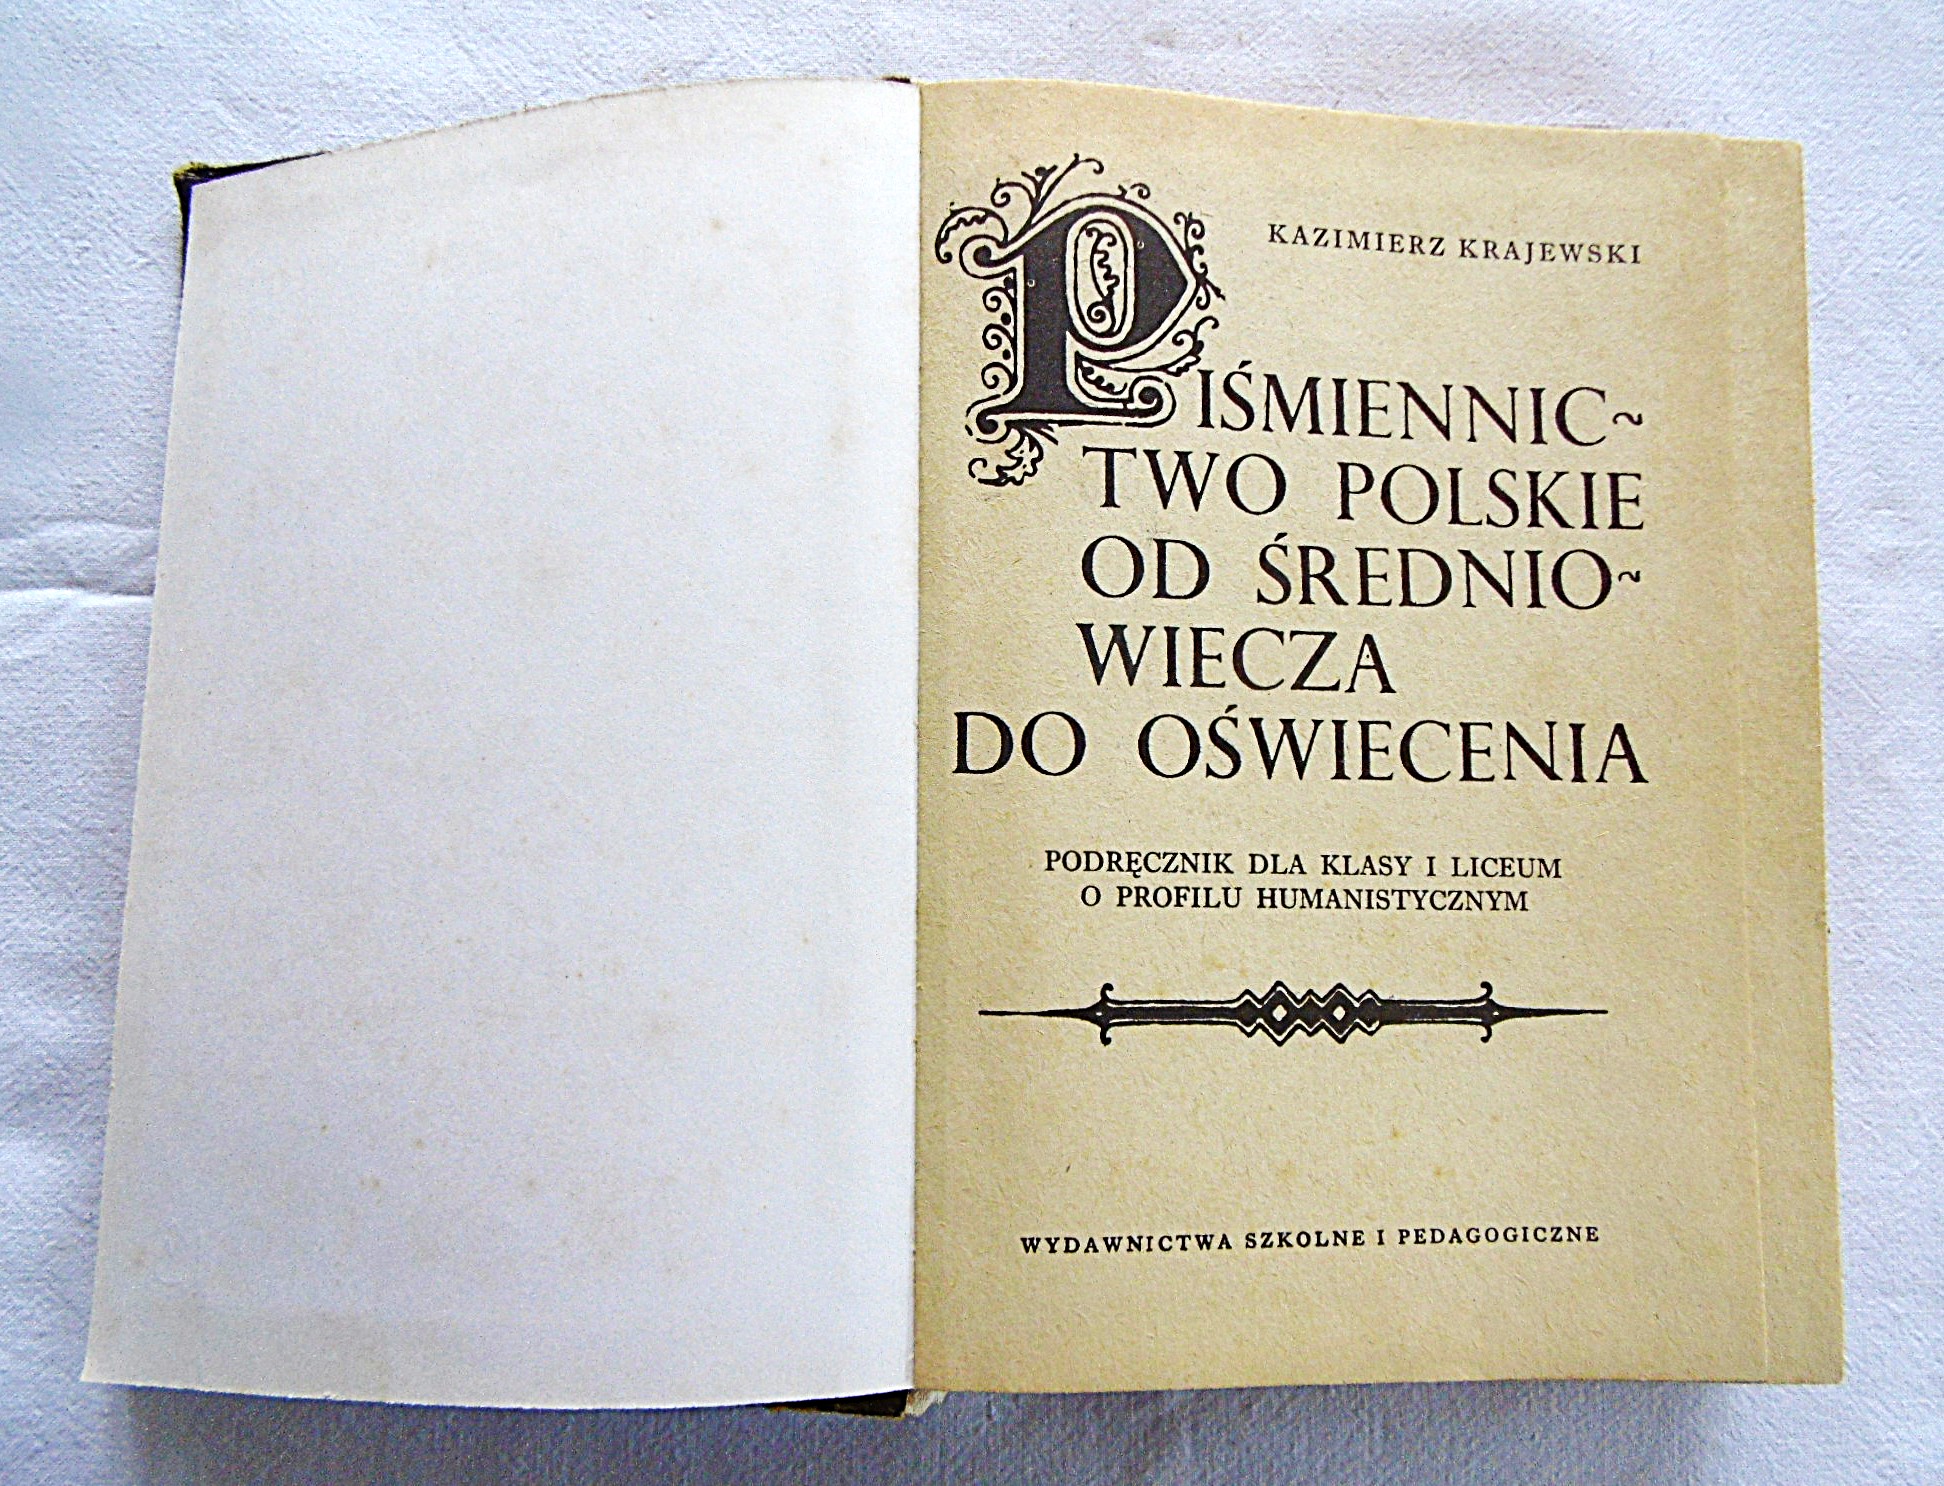 KAZIMIERZ KRAJEWSKI
PIŚMIENNIC~
TWO POLSKIE
OD ŚREDNIO~
WIECZA
DO OŚWIECENIA
PODRĘCZNIK DLA KLASY I LICEUM
O PROFILU HUMANISTYCZNYM
WYDAWNICTWA SZKOLNE I PEDAGOGICZNE